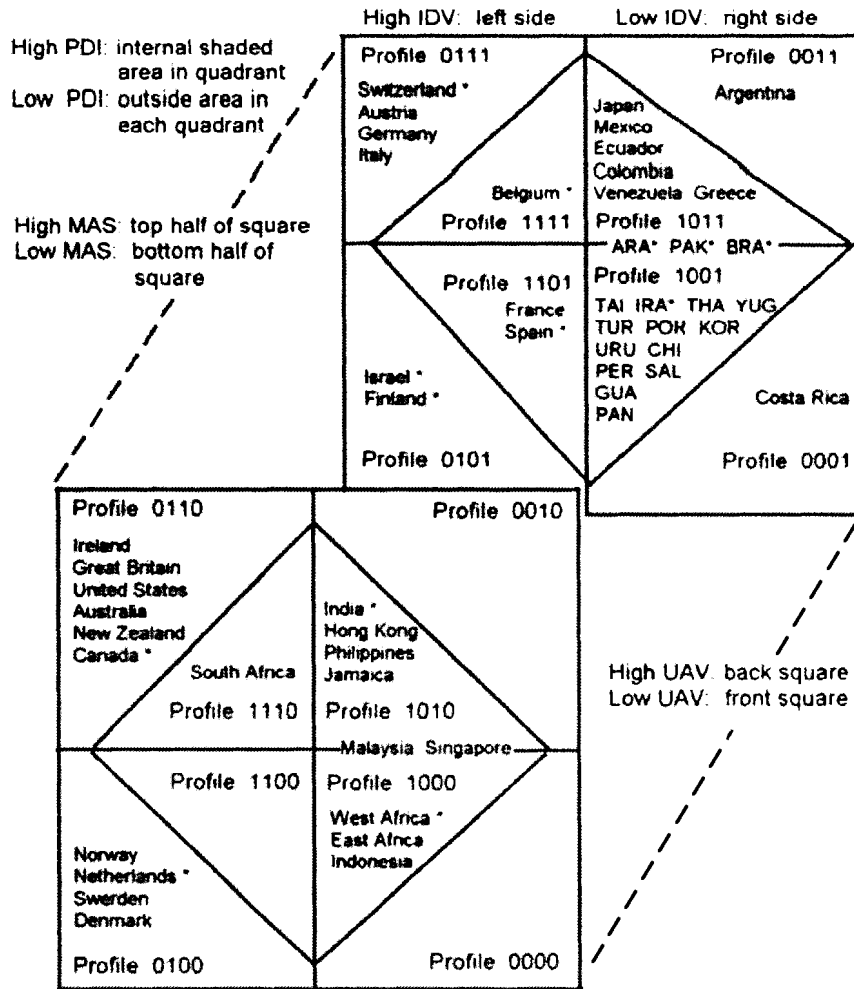 High IDV: left side Low IDV: right side
High PDI: internal shaded
area in quadrant
Low PDI: outside area in
each quadrant
Profile 0111 Profile 0011
Switzerland *
Austria
Germany
Italy
Argentina
Japan
Mexico
Ecuador
Colombia
Venezuela Greece
Belgium *
Profile 1111 Profile 1011
High MAS: top half of square
Low MAS: bottom half of
square
ARA* PAK* BRA*
Profile 1101 Profile 1001
France
Spain *
TAI IRA* THA YUG
TUR POR KOR
URU CHI
PER SAL
GUA
PAN
Israel *
Finland *
Costa Rica
Profile 0101 Profile 0001
Profile 0110 Profile 0010
Ireland
Great Britain
United States
Australia
New Zealand
Canada *
India *
Hong Kong
Philippines
Jamaica
South Africa
Profile 1110 Profile 1010
High UAV: back square
Low UAV: front square
Malaysia Singapore
Profile 1100 Profile 1000
West Africa *
East Africa
Indonesia
Norway
Netherlands *
Swerden
Denmark
Profile 0100 Profile 0000